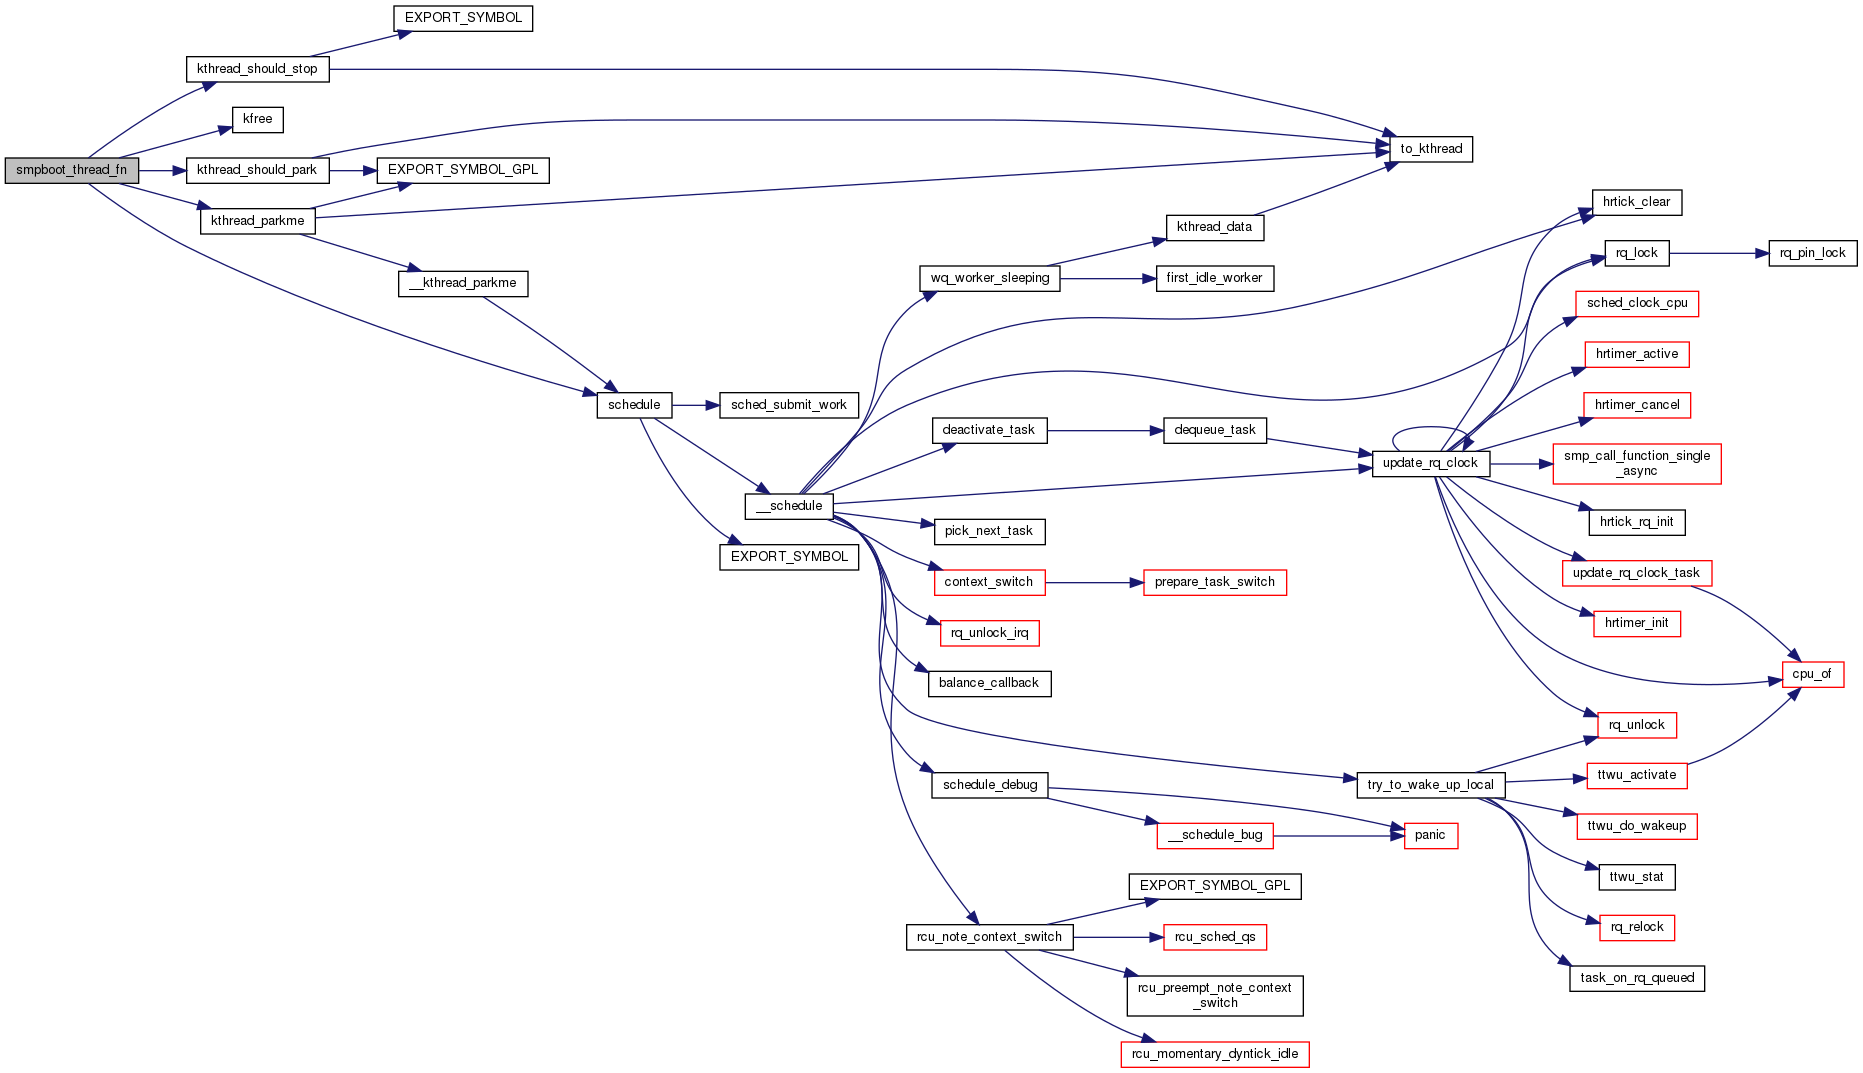 EXPORT_SYMBOL
kthread_should_stop
kfree
to_kthread
smpboot_thread_fn
kthread_should_park
EXPORT_SYMBOL_GPL
hrtick_clear
kthread_parkme
kthread_data
rq_lock
rq_pin_lock
__kthread_parkme
wq_worker_sleeping
first_idle_worker
sched_clock_cpu
hrtimer_active
schedule
sched_submit_work
hrtimer_cancel
deactivate_task
dequeue_task
update_rq_clock
smp_call_function_single
_async
__schedule
pick_next_task
hrtick_rq_init
EXPORT_SYMBOL
context_switch
prepare_task_switch
update_rq_clock_task
rq_unlock_irq
hrtimer_init
balance_callback
cpu_of
rq_unlock
schedule_debug
try_to_wake_up_local
ttwu_activate
__schedule_bug
panic
ttwu_do_wakeup
EXPORT_SYMBOL_GPL
ttwu_stat
rcu_note_context_switch
rcu_sched_qs
rq_relock
rcu_preempt_note_context
_switch
task_on_rq_queued
rcu_momentary_dyntick_idle